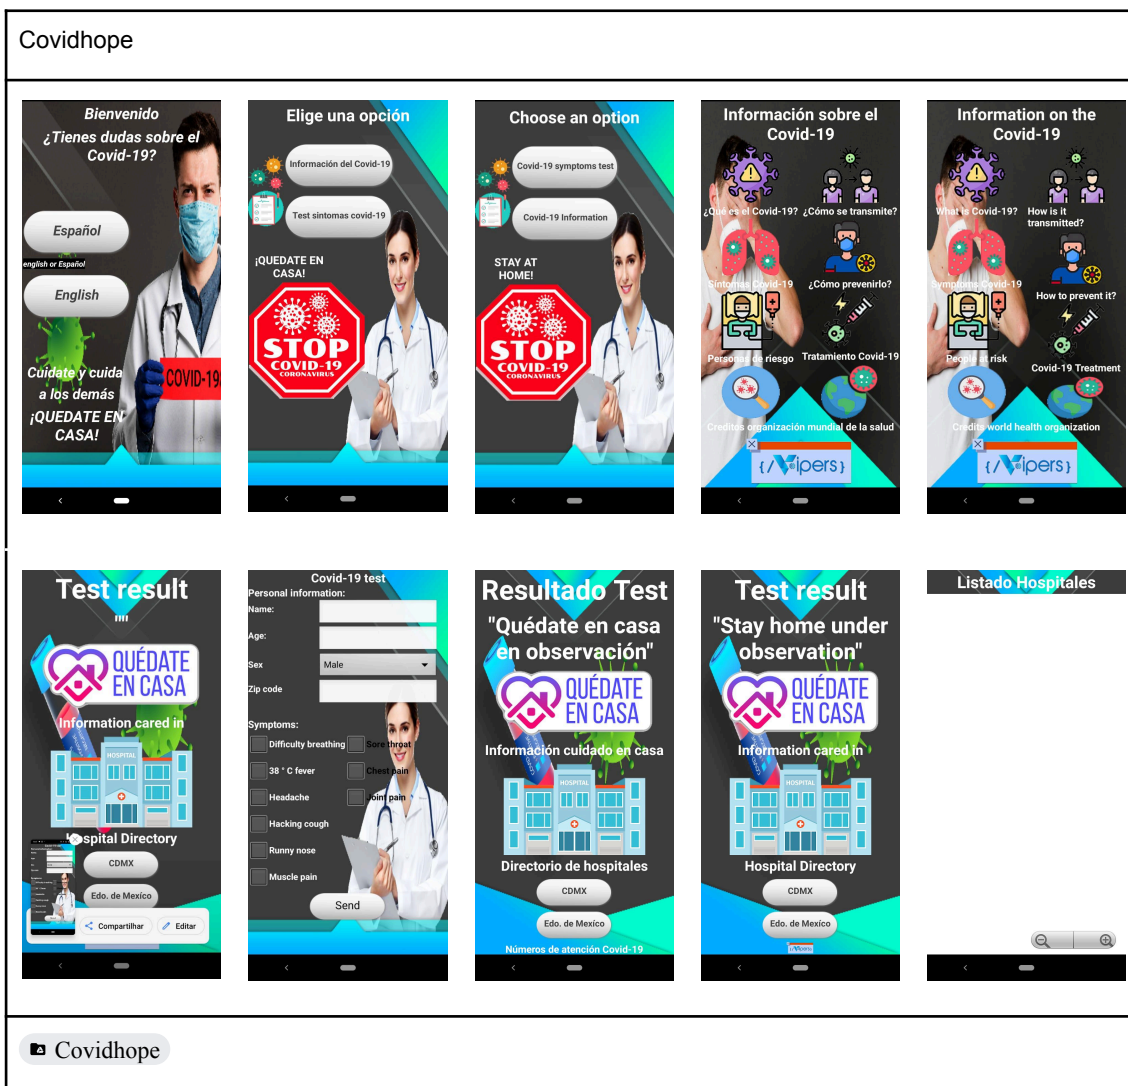 Covidhope
Bienvenido
¿Tienes dudas sobre el
Covid-19?
Español
english or Español
English
COVID-19
Cuídate y cuida
a los demás
¡QUEDATE EN
CASA!
Elige una opción
Información del Covid-19
Test sintomas covid-19
¡QUEDATE EN
CASA!
STOP
COVID-19
CORONAVIRUS
Choose an option
Covid-19 symptoms test
Covid-19 Information
STAY AT
HOME!
STOP
COVID-19
CORONAVIRUS
Información sobre el
Covid-19
¿Qué es el Covid-19? ¿Cómo se transmite?
Síntomas Covid-19 ¿Cómo prevenirlo?
Personas de riesgo Tratamiento Covid-19
Creditos organización mundial de la salud
{/Vipers}
Information on the
Covid-19
What is Covid-19? How is it
transmitted?
Symptoms Covid-19
How to prevent it?
People at risk
Covid-19 Treatment
Credits world health organization
{/Vipers}
Test result
""
QUÉDATE
EN CASA
Information cared in
HOSPITAL
Hospital Directory
CDMX
Edo. de Mexíco
Compartilhar Editar
Covid-19 test
Personal information:
Name:
Age:
Sex Male
Zip code
Symptoms:
Difficulty breathing Sore throat
38 ° C fever Chest pain
Headache Joint pain
Hacking cough
Runny nose
Muscle pain
Send
Resultado Test
"Quédate en casa
en observación"
QUÉDATE
EN CASA
Información cuidado en casa
HOSPITAL
Directorio de hospitales
CDMX
Edo. de Mexíco
Números de atención Covid-19
Test result
"Stay home under
observation"
QUÉDATE
EN CASA
Information cared in
HOSPITAL
Hospital Directory
CDMX
Edo. de Mexíco
{/Vipers}
Listado Hospitales
Covidhope